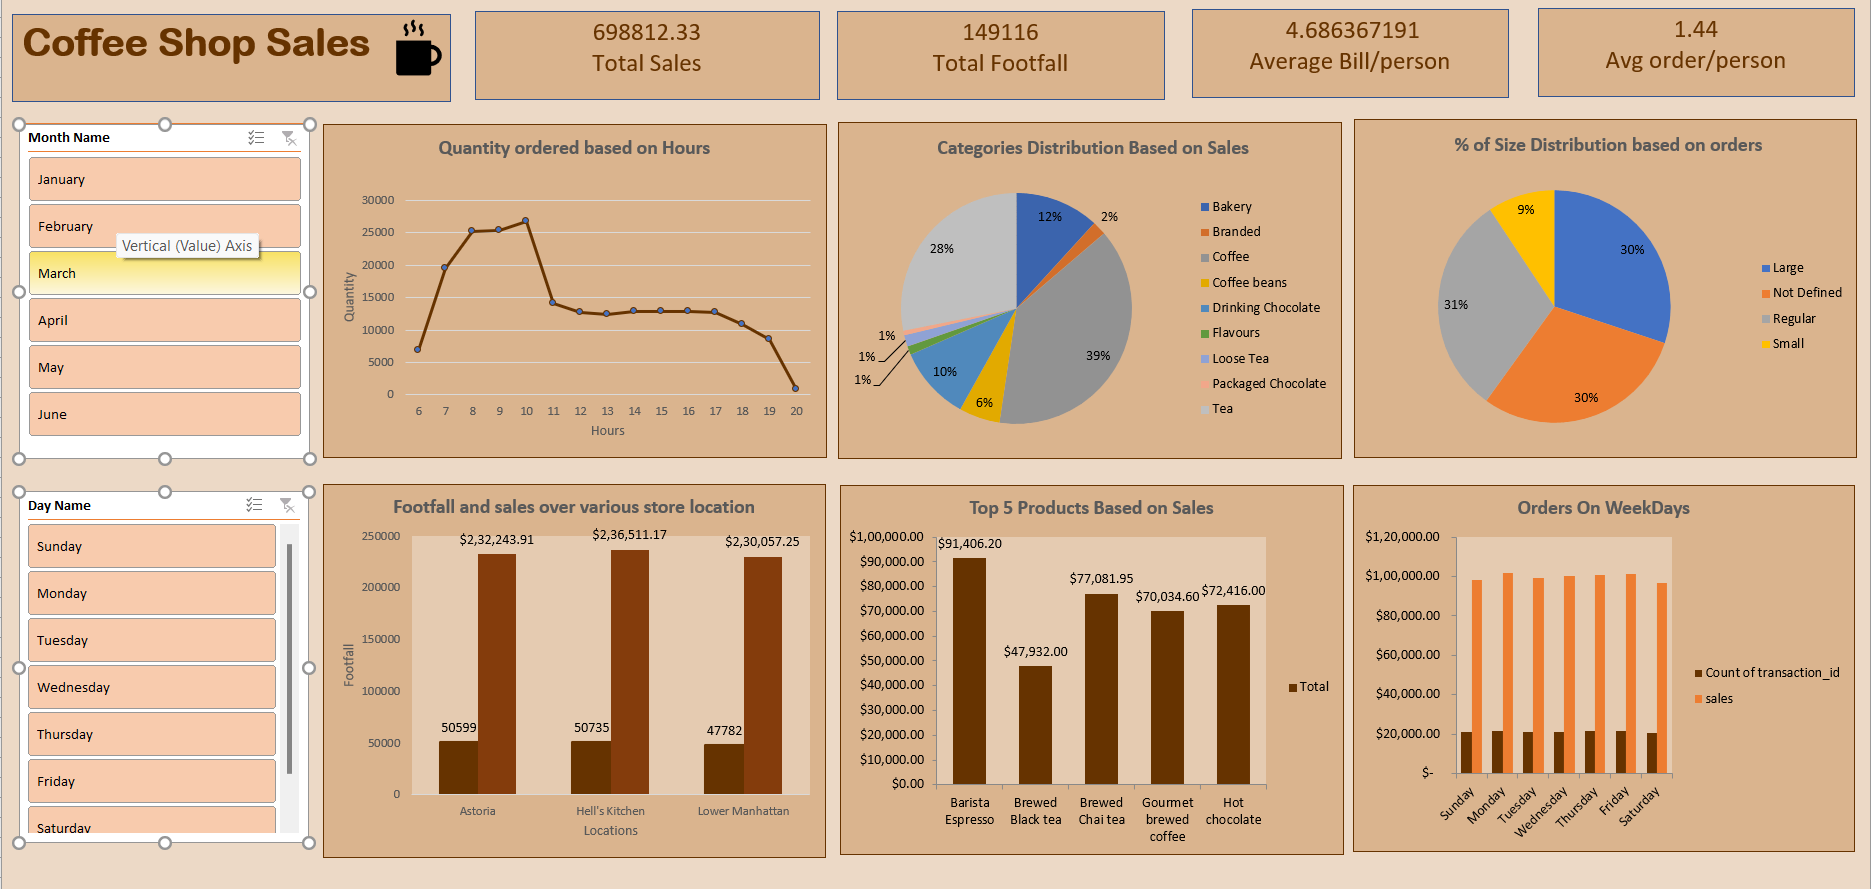 Coffee Shop Sales
698812.33
Total Sales
149116
Total Footfall
4.686367191
Average Bill/person
1.44
Avg order/person
Month Name
January
February
Vertical (Value) Axis
March
April
May
June
Quantity ordered based on Hours
30000
25000
20000
15000
10000
5000
0
Quantity
6 7 8 9 10 11 12 13 14 15 16 17 18 19 20
Hours
Categories Distribution Based on Sales
12%
2%
39%
6%
10%
1%
1%
1%
28%
Bakery
Branded
Coffee
Coffee beans
Drinking Chocolate
Flavours
Loose Tea
Packaged Chocolate
Tea
% of Size Distribution based on orders
30%
30%
31%
9%
Large
Not Defined
Regular
Small
Day Name
Sunday
Monday
Tuesday
Wednesday
Thursday
Friday
Saturday
Footfall and sales over various store location
250000
200000
150000
100000
50000
0
Footfall
$2,32,243.91
$2,36,511.17
$2,30,057.25
50599
50735
47782
Astoria
Hell's Kitchen
Lower Manhattan
Locations
Top 5 Products Based on Sales
$1,00,000.00
$90,000.00
$80,000.00
$70,000.00
$60,000.00
$50,000.00
$40,000.00
$30,000.00
$20,000.00
$10,000.00
$0.00
$91,406.20
$47,932.00
$77,081.95
$70,034.60
$72,416.00
Barista
Espresso
Brewed
Black tea
Brewed
Chai tea
Gourmet
brewed
coffee
Hot
chocolate
Total
Orders On WeekDays
$1,20,000.00
$1,00,000.00
$80,000.00
$60,000.00
$40,000.00
$20,000.00
$-
Sunday
Monday
Tuesday
Wednesday
Thursday
Friday
Saturday
Count of transaction_id
sales